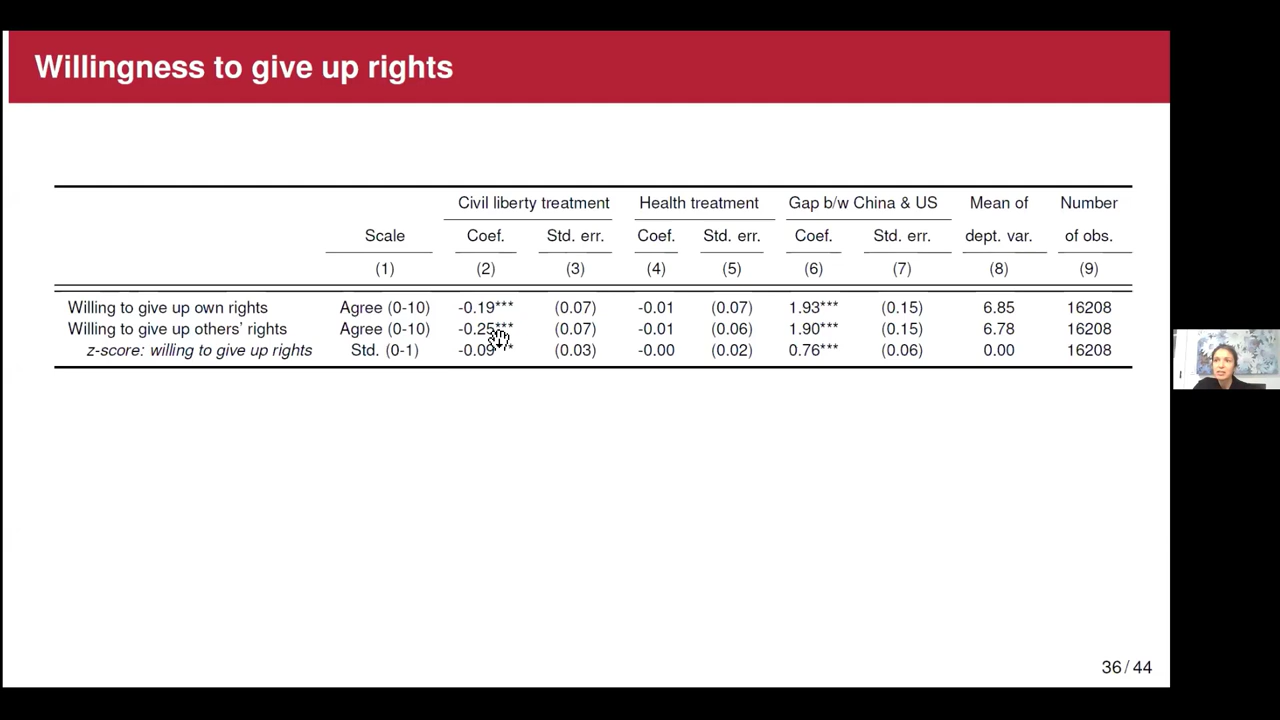 Willingness to give up rights
Civil liberty treatment Health treatment Gap b/w China & US Mean of Number
Scale Coef. Std. err. Coef. Std. err. Coef. Std. err. dept. var. of obs.
(1) (2) (3) (4) (5) (6) (7) (8) (9)
Willing to give up own rights Agree (0-10) -0.19*** (0.07) -0.01 (0.07) 1.93*** (0.15) 6.85 16208
Willing to give up others' rights Agree (0-10) -0.25*** (0.07) -0.01 (0.06) 1.90*** (0.15) 6.78 16208
z-score: willing to give up rights Std. (0-1) -0.09*** (0.03) -0.00 (0.02) 0.76*** (0.06) 0.00 16208
36 / 44